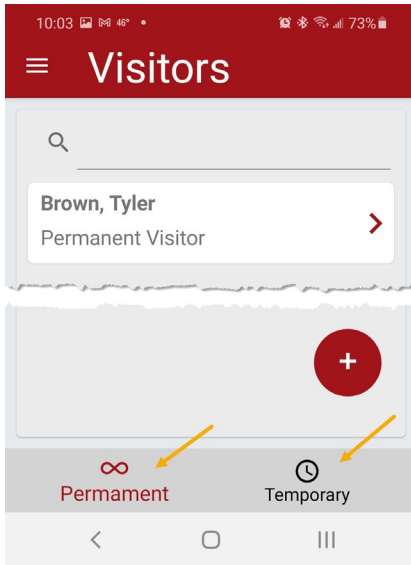 10:03 46° 73%
Visitors
Brown, Tyler
Permanent Visitor
+
Permament
Temporary